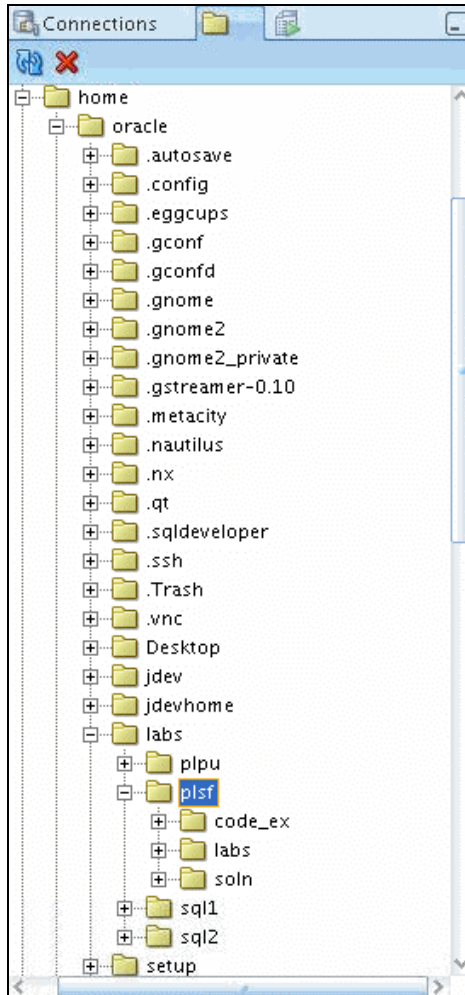 Connections
home
oracle
.autosave
.config
.eggcups
.gconf
.gconfd
.gnome
.gnome2
.gnome2_private
.gstreamer-0.10
.metacity
.nautilus
.nx
.qt
.sqldeveloper
.ssh
.Trash
.vnc
Desktop
jdev
jdevhome
labs
plpu
plsf
code_ex
labs
soln
sql1
sql2
setup